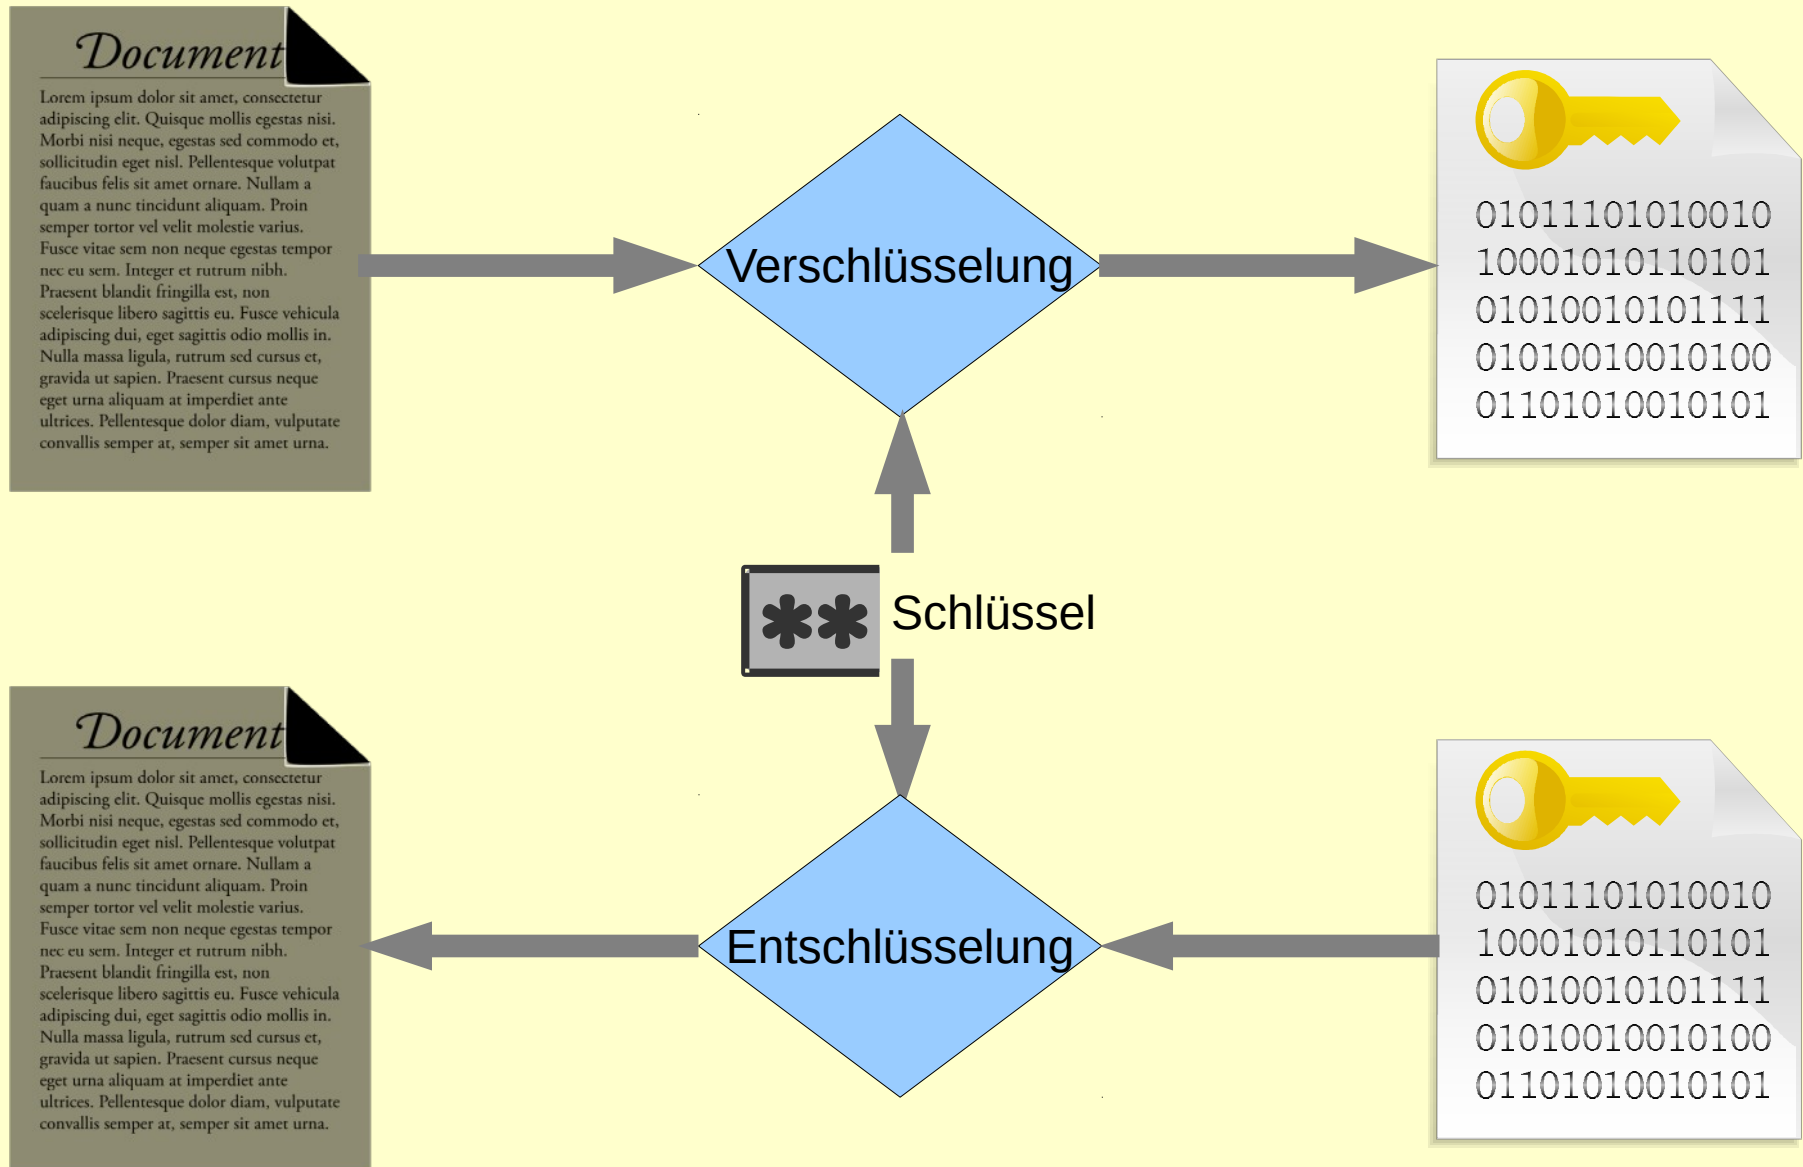 Document
Lorem ipsum dolor sit amet, consectetur
adipiscing elit. Quisque mollis egestas nisi.
Morbi nisi neque, egestas sed commodo et,
sollicitudin eget nisl. Pellentesque volutpat
faucibus felis sit amet ornare. Nullam a
quam a nunc tincidunt aliquam. Proin
semper tortor vel velit molestie varius.
Fusce vitae sem non neque egestas tempor
nec eu sem. Integer et rutrum nibh.
Praesent blandit fringilla est, non
scelerisque libero sagittis eu. Fusce vehicula
adipiscing dui, eget sagittis odio mollis in.
Nulla massa ligula, rutrum sed cursus et,
gravida ut sapien. Praesent cursus neque
eget urna aliquam at imperdiet ante
ultrices. Pellentesque dolor diam, vulputate
convallis semper at, semper sit amet urna.
Verschlüsselung
01011101010010
10001010110101
01010010101111
01010010010100
01101010010101
** Schlüssel
Document
Lorem ipsum dolor sit amet, consectetur
adipiscing elit. Quisque mollis egestas nisi.
Morbi nisi neque, egestas sed commodo et,
sollicitudin eget nisl. Pellentesque volutpat
faucibus felis sit amet ornare. Nullam a
quam a nunc tincidunt aliquam. Proin
semper tortor vel velit molestie varius.
Fusce vitae sem non neque egestas tempor
nec eu sem. Integer et rutrum nibh.
Praesent blandit fringilla est, non
scelerisque libero sagittis eu. Fusce vehicula
adipiscing dui, eget sagittis odio mollis in.
Nulla massa ligula, rutrum sed cursus et,
gravida ut sapien. Praesent cursus neque
eget urna aliquam at imperdiet ante
ultrices. Pellentesque dolor diam, vulputate
convallis semper at, semper sit amet urna.
Entschlüsselung
01011101010010
10001010110101
01010010101111
01010010010100
01101010010101